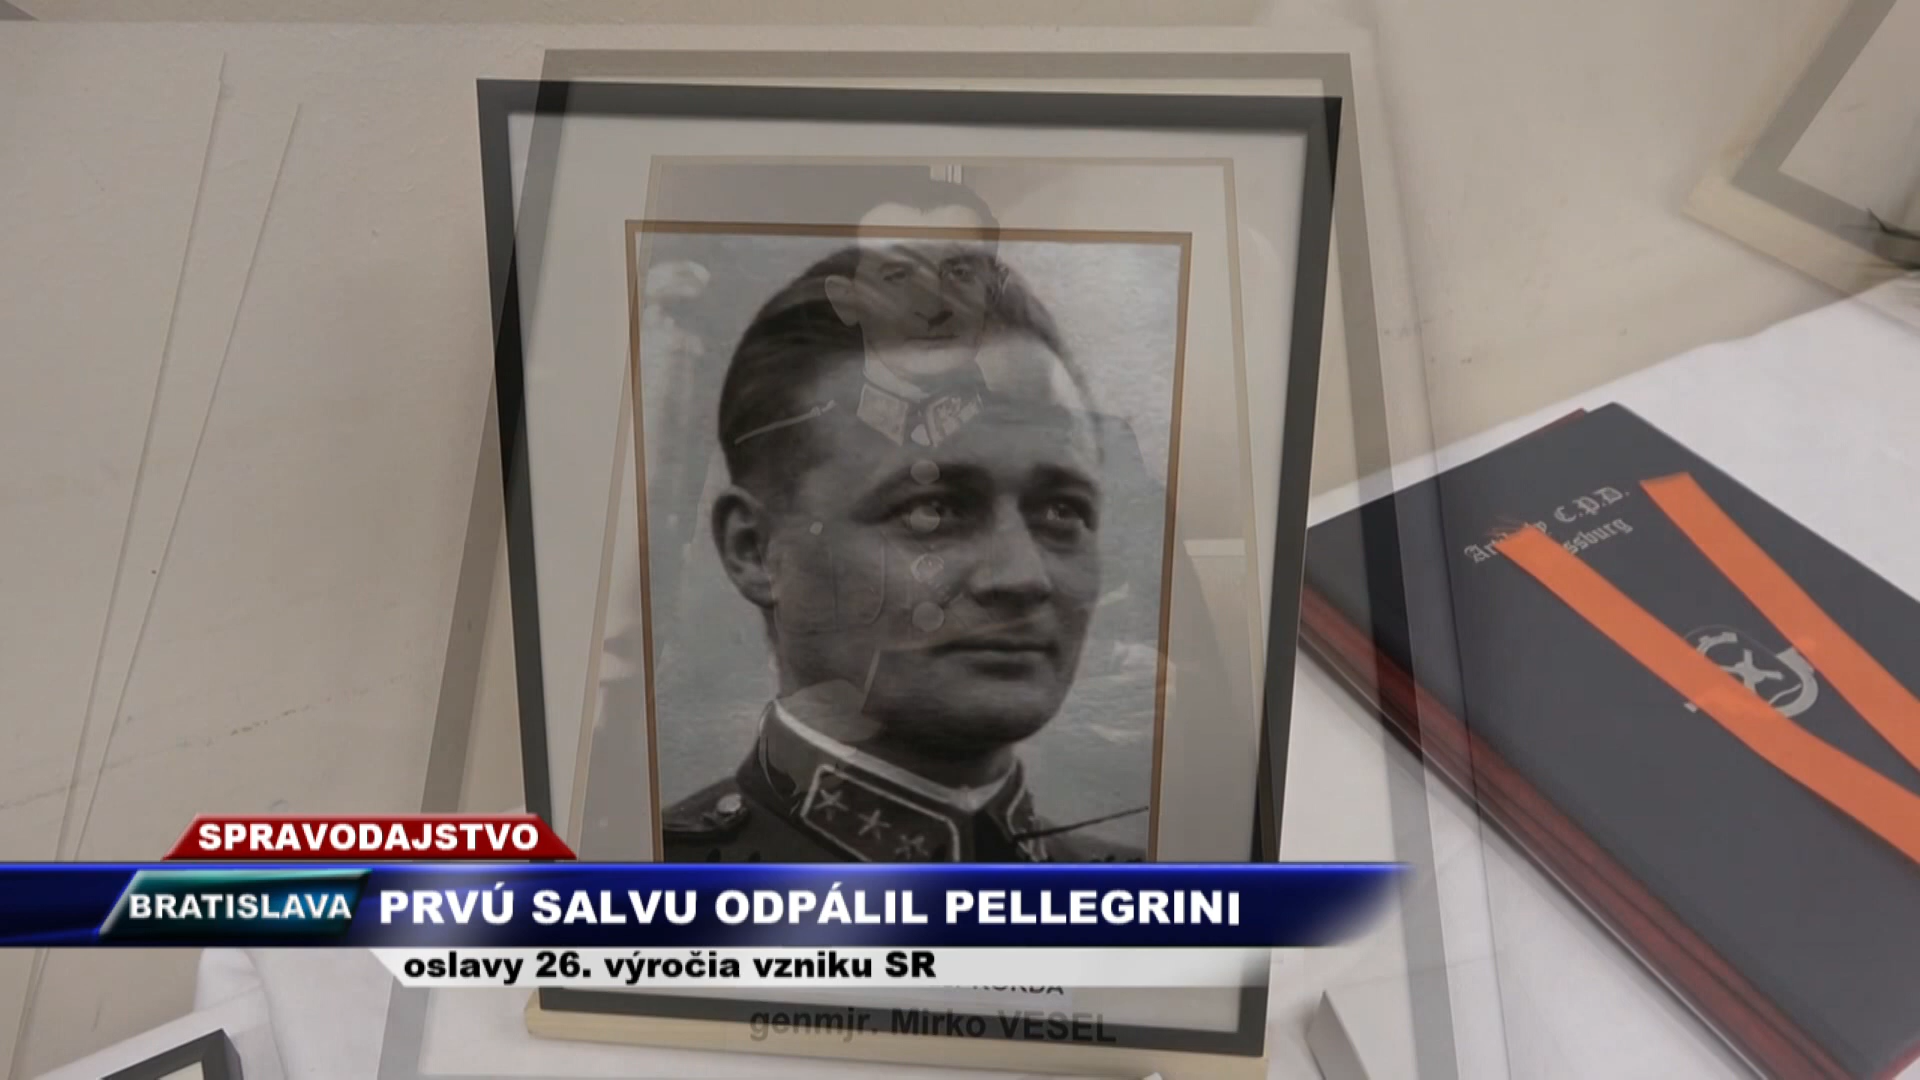 C.P.D.
SPRAVODAJSTVO
BRATISLAVA
PRVÚ SALVU ODPÁLIL PELLEGRINI
oslavy 26. výročia vzniku SR
genmjr. Mirko VESEL